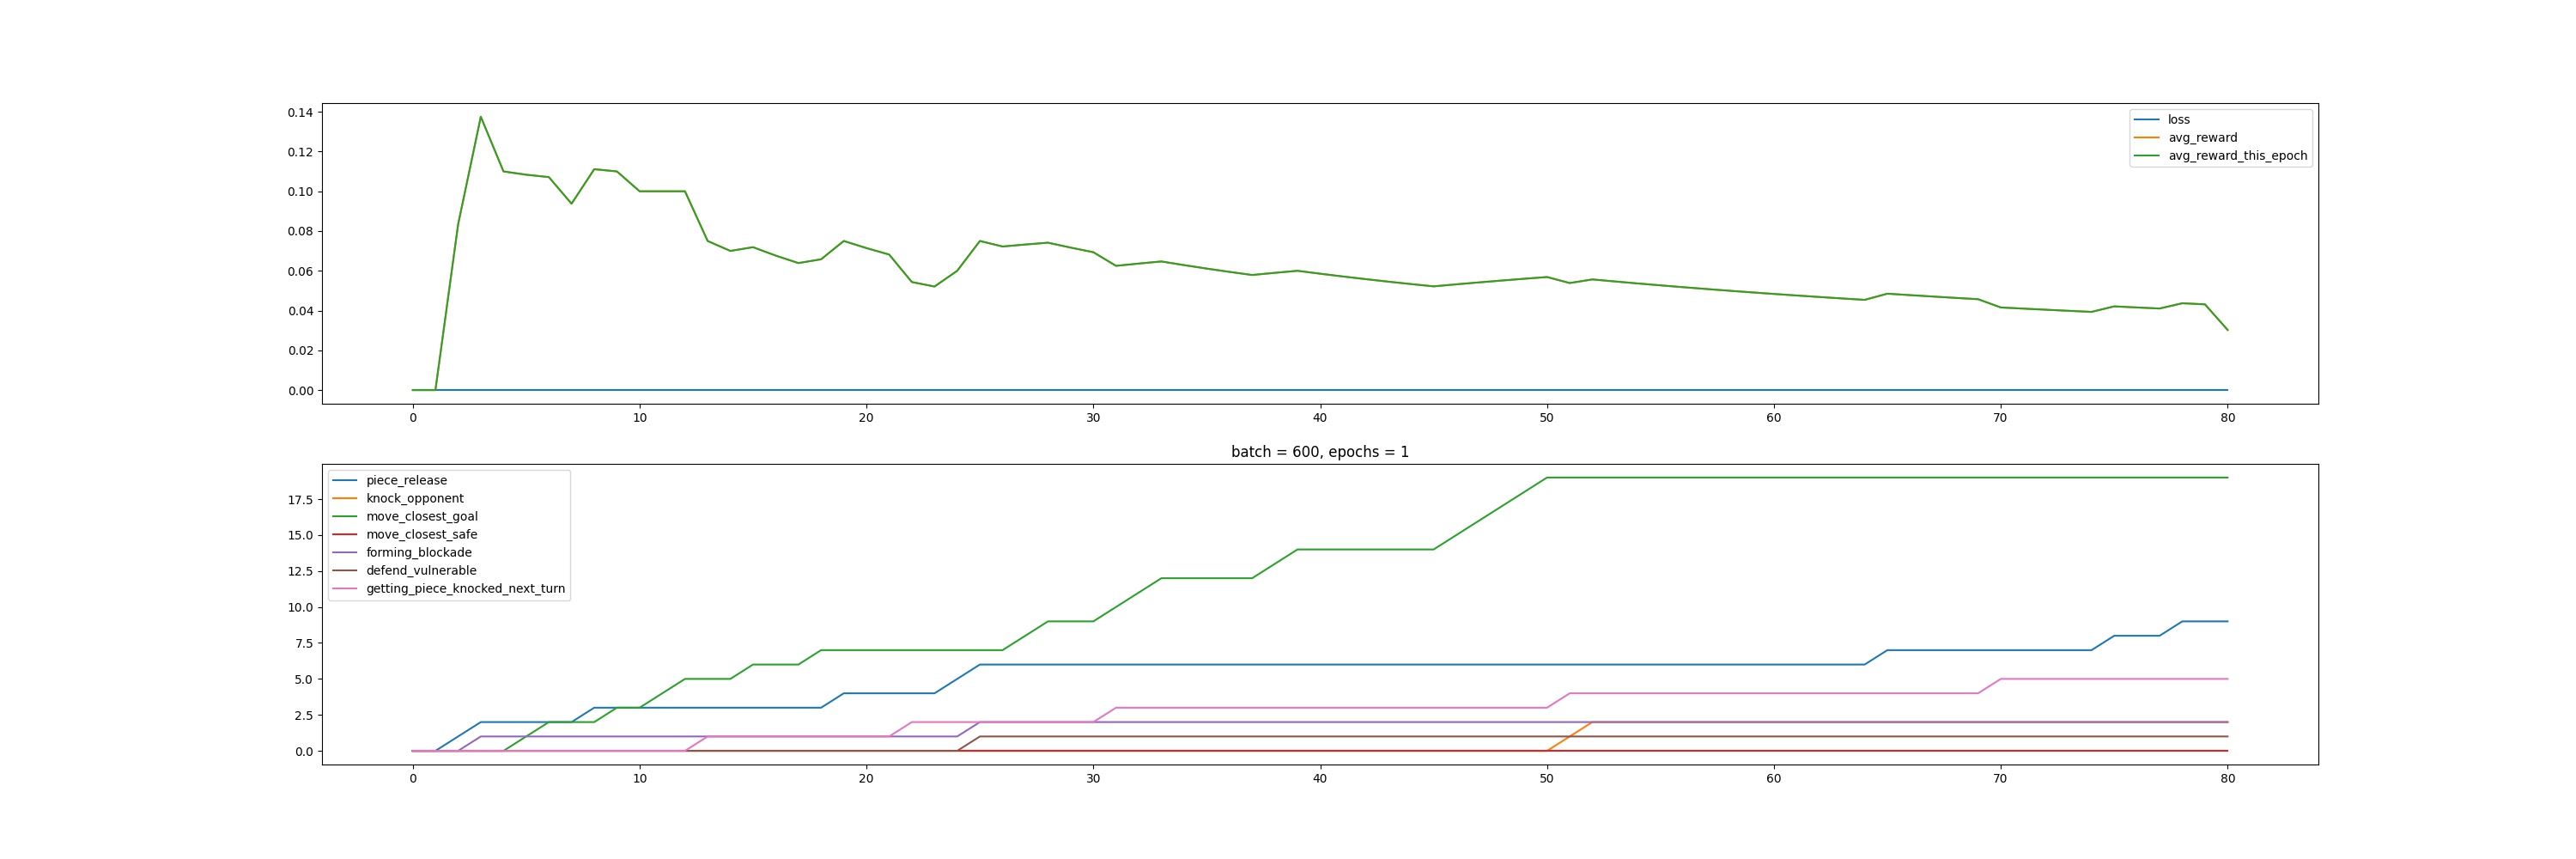 0.14
0.12
0.10
0.08
0.06
0.04
0.02
0.00
loss
avg_reward
avg_reward_this_epoch
0 10 20 30 40 50 60 70 80
batch = 600, epochs = 1
17.5
15.0
12.5
10.0
7.5
5.0
2.5
0.0
piece_release
knock_opponent
move_closest_goal
move_closest_safe
forming_blockade
defend_vulnerable
getting_piece_knocked_next_turn
0 10 20 30 40 50 60 70 80